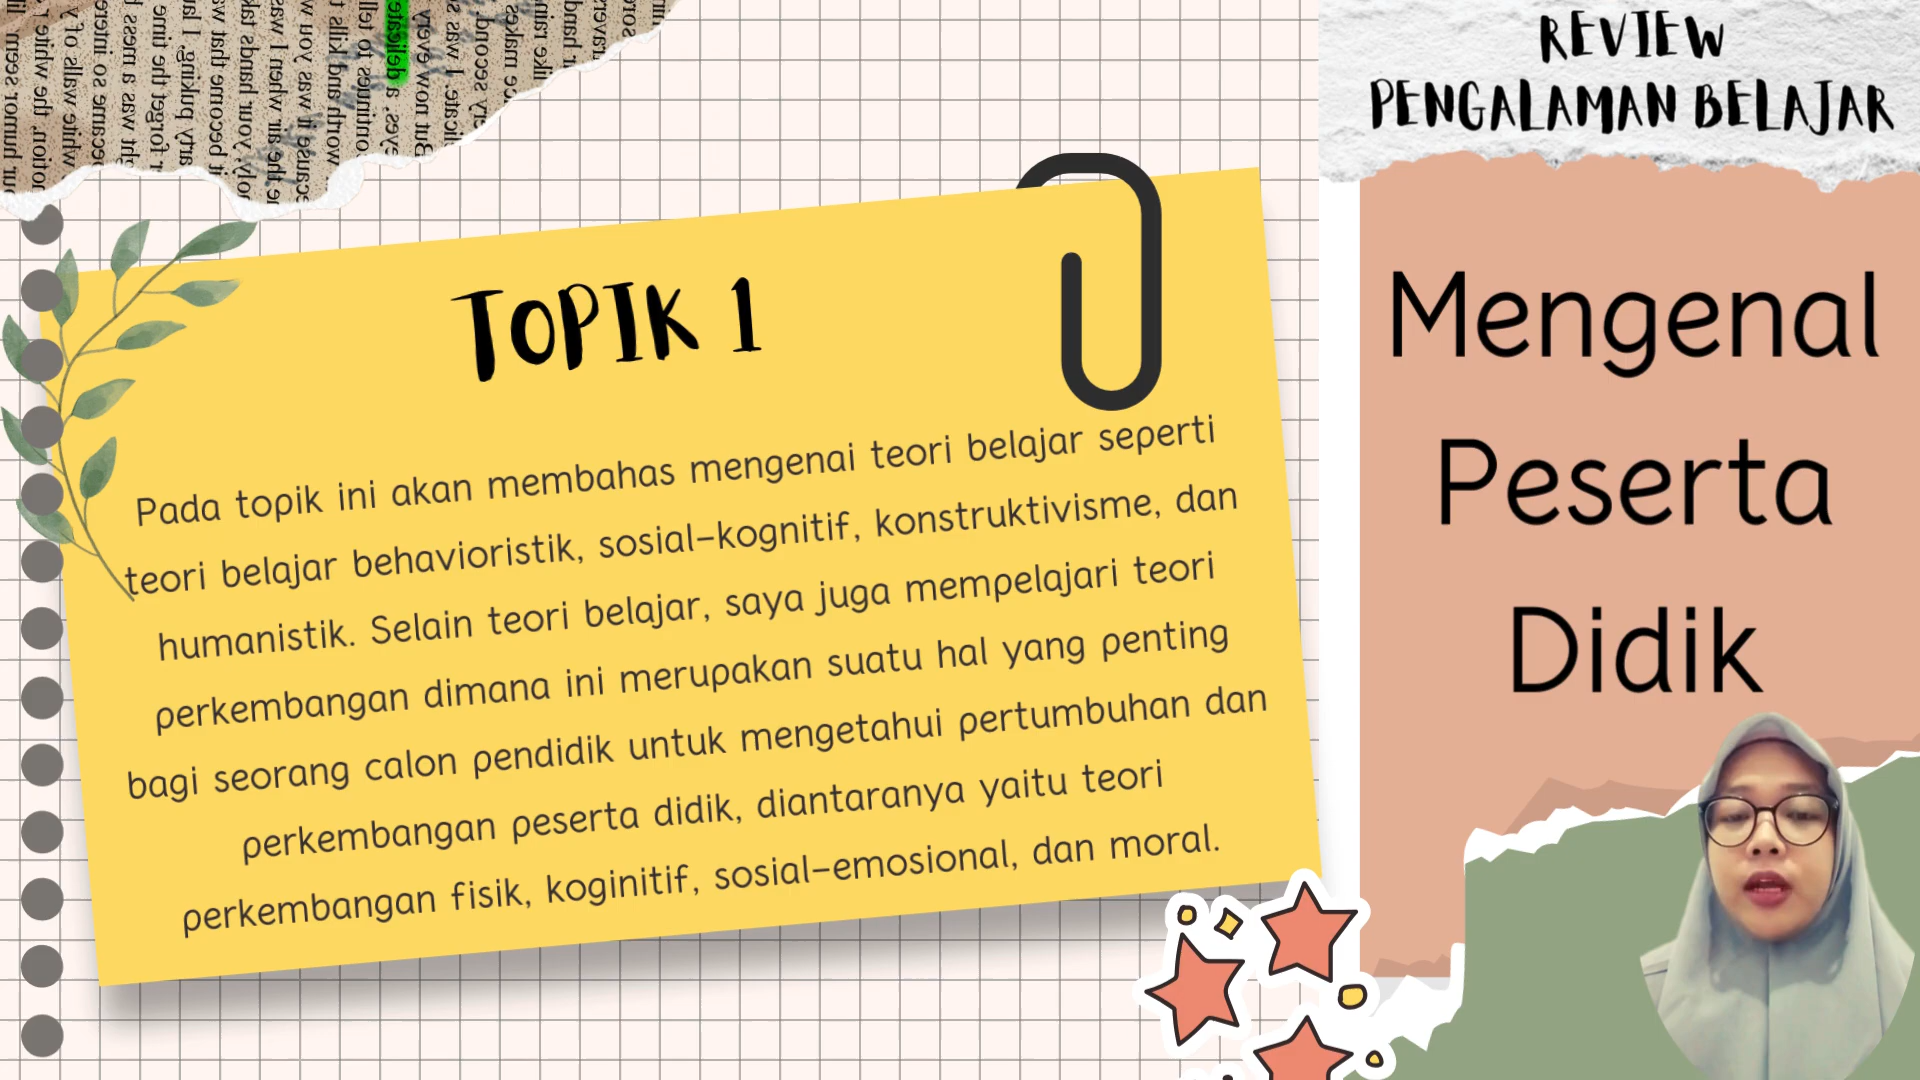 TOPIK 1
Pada topik ini akan membahas mengenai teori belajar seperti
teori belajar behavioristik, sosial-kognitif, konstruktivisme, dan
humanistik. Selain teori belajar, saya juga mempelajari teori
perkembangan dimana ini merupakan suatu hal yang penting
bagi seorang calon pendidik untuk mengetahui pertumbuhan dan
perkembangan peserta didik, diantaranya yaitu teori
perkembangan fisik, koginitif, sosial-emosional, dan moral.
REVIEW
PENGALAMAN BELAJAR
Mengenal
Peserta
Didik